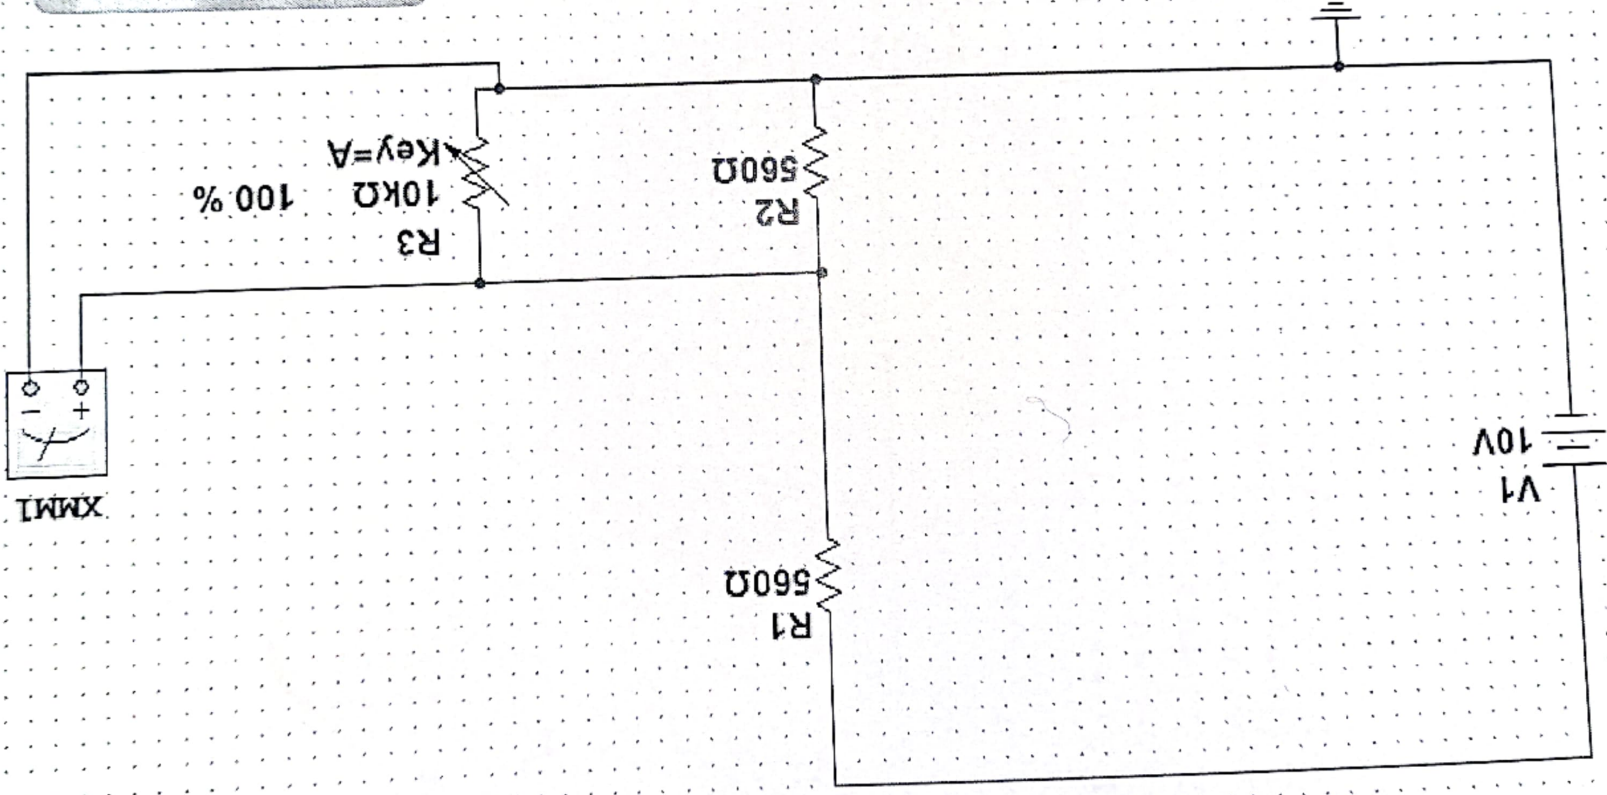 V1
10V
R1
560Ω
R2
560Ω
R3
10kΩ 100 %
Key=A
XMM1
+ −